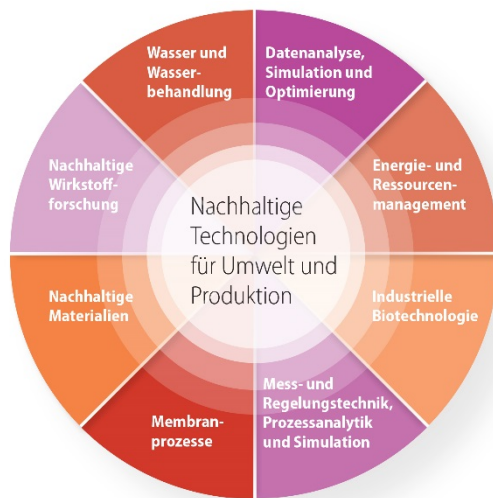 Wasser und
Wasser-
behandlung
Datenanalyse,
Simulation und
Optimierung
Energie- und
Ressourcen-
management
Industrielle
Biotechnologie
Mess- und
Regelungstechnik,
Prozessanalytik
und Simulation
Membran-
prozesse
Nachhaltige
Materialien
Nachhaltige
Wirkstoff-
forschung
Nachhaltige
Technologien
für Umwelt und
Produktion